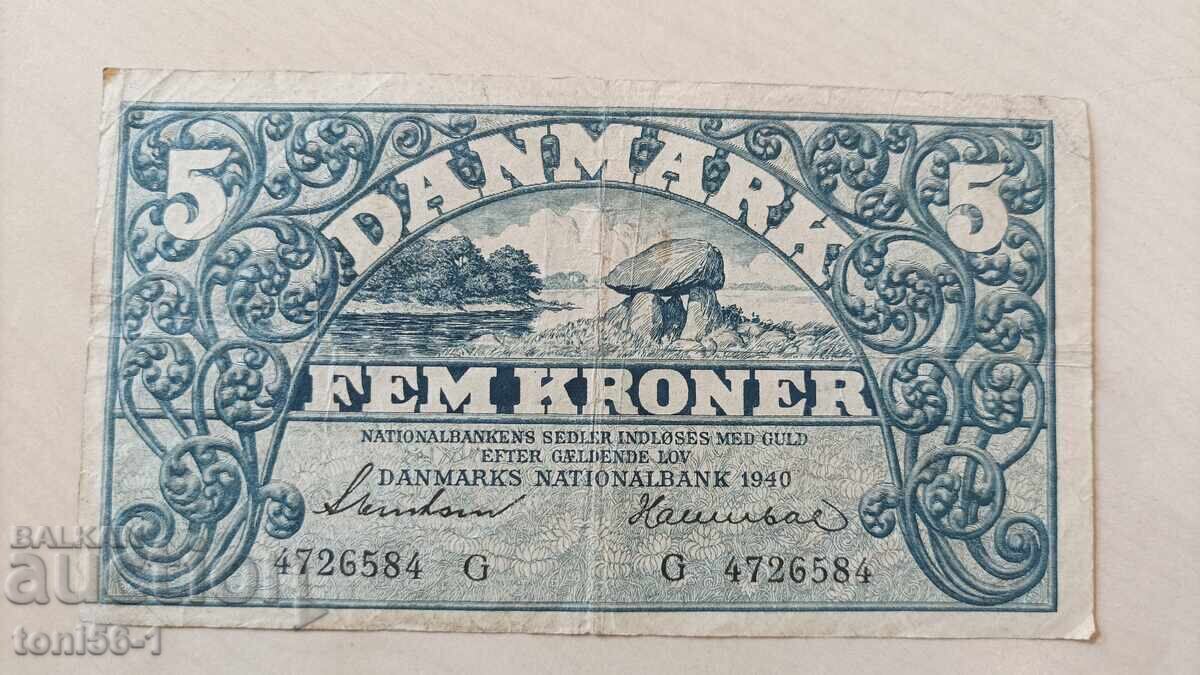 5 DANMARK 5
FEM KRONER
NATIONALBANKENS SEDLER INDLØSES MED GULD
EFTER GÆLDENDE LOV
DANMARKS NATIONALBANK 1940
4726584 G G 4726584
BALKAN
auction
toni56-1